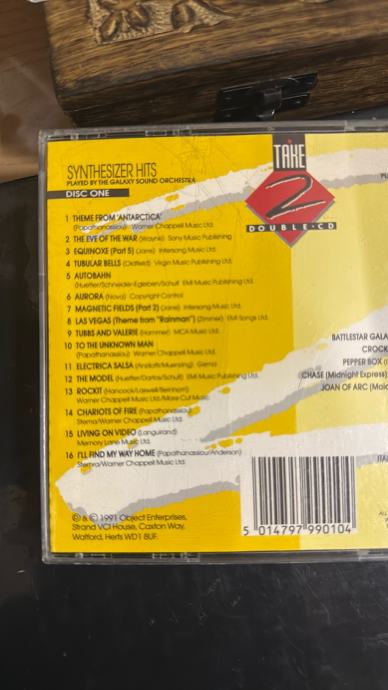 SYNTHESIZER HITS
PLAYED BY THE GALAXY SOUND ORCHESTRA
DISC ONE
TAKE
2
DOUBLE·CD
1 THEME FROM 'ANTARCTICA'
(Papathanassiou) Warner Chappell Music Ltd.
2 THE EVE OF THE WAR (Wayne) Sony Music Publishing
3 EQUINOXE (Part 5) (Jarre) Intersong Music Ltd.
4 TUBULAR BELLS (Oldfield) Virgin Music Publishing Ltd.
5 AUTOBAHN
(Huetter/Schneider-Egleben/Schult) EMI Music Publishing Ltd.
6 AURORA (Nova) Copyright Control
7 MAGNETIC FIELDS (Part 2) (Jarre) Intersong Music Ltd.
8 LAS VEGAS (Theme from "Rainman") (Zimmer) EMI Songs Ltd.
9 TUBBS AND VALERIE (Hammer) MCA Music Ltd.
10 TO THE UNKNOWN MAN
(Papathanassiou) Warner Chappell Music Ltd.
11 ELECTRICA SALSA
12 THE MODEL (Huetter/Bartos/Schult) EMI Music Publishing Ltd.
13 ROCKIT (Hancock/Laswell/Beinhorn)
Warner Chappell Music Ltd./More Cut Music
14 CHARIOTS OF FIRE (Papathanassiou)
Stemra/Warner Chappell Music Ltd.
15 LIVING ON VIDEO (Languirand)
Memory Lane Music Ltd.
16 I'LL FIND MY WAY HOME (Papathanassiou/Anderson)
Stemra/Warner Chappell Music Ltd.
℗ & © 1991 Object Enterprises,
Strand VCI House, Caxton Way,
Watford, Herts WD1 8UF.
BATTLESTAR GALA
CROCK
PEPPER BOX
CHASE (Midnight Express)
JOAN OF ARC
5 014797 990104